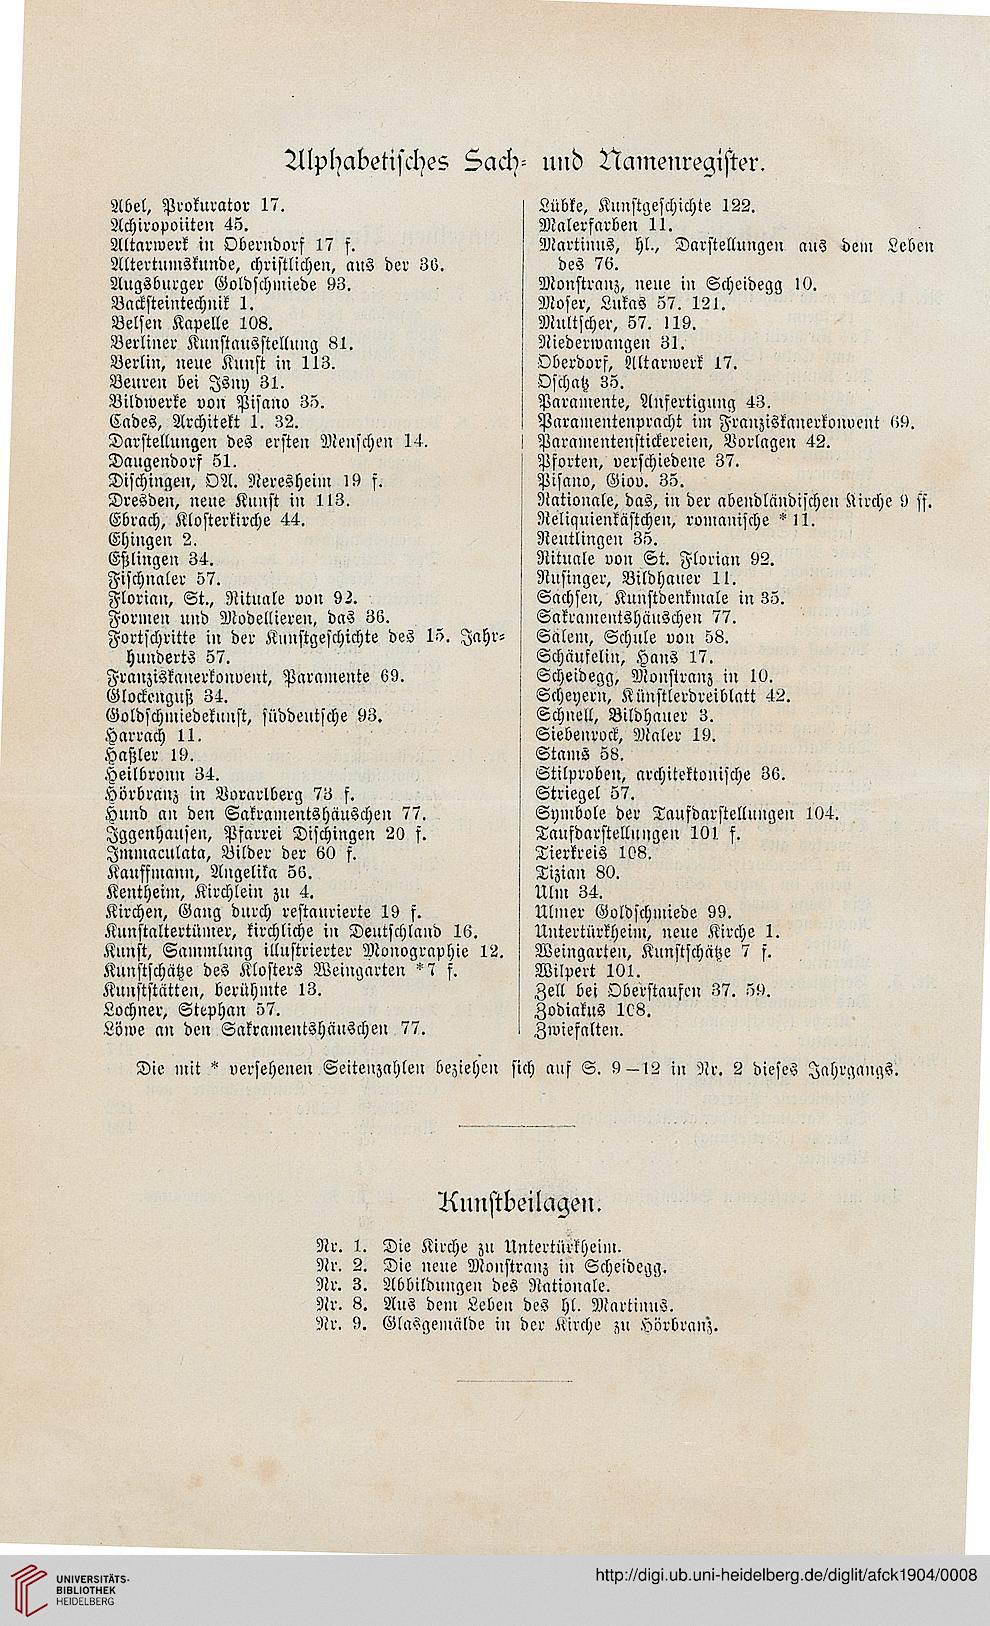 Alphabetisches Sach- und Namenregister.
Abel, Prokurator 17.
Achiropoiiten 45.
Altarwerk in Oberndorf 17 f.
Altertumskunde, christlichen, aus der 36.
Augsburger Goldschmiede 93.
Backsteintechnik 1.
Belsen Kapelle 108.
Berliner Kunstausstellung 81.
Berlin, neue Kunst in 113.
Beuren bei Isny 31.
Bildwerke von Pisano 35.
Cades, Architekt 1. 32.
Darstellungen des ersten Menschen 14.
Daugendorf 51.
Dischingen, OA. Neresheim 19 f.
Dresden, neue Kunst in 113.
Ebrach, Klosterkirche 44.
Ehingen 2.
Eßlingen 34.
Fischnaler 57.
Florian, St., Rituale von 92.
Formen und Modellieren, das 36.
Fortschritte in der Kunstgeschichte des 15. Jahr-
hunderts 57.
Franziskanerkonvent, Paramente 69.
Glockenguß 34.
Goldschmiedekunst, süddeutsche 93.
Harrach 11.
Haßler 19.
Heilbronn 34.
Hörbranz in Vorarlberg 73 f.
Hund an den Sakramentshäuschen 77.
Iggenhausen, Pfarrei Dischingen 20 f.
Immaculata, Bilder der 60 f.
Kauffmann, Angelika 56.
Kentheim, Kirchlein zu 4.
Kirchen, Gang durch restaurierte 19 f.
Kunstaltertümer, kirchliche in Deutschland 16.
Kunst, Sammlung illustrierter Monographie 12.
Kunstschätze des Klosters Weingarten *7 f.
Kunststätten, berühmte 13.
Lochner, Stephan 57.
Löwe an den Sakramentshäuschen 77.
Lübke, Kunstgeschichte 122.
Malerfarben 11.
Martinus, hl., Darstellungen aus dem Leben
des 76.
Monstranz, neue in Scheidegg 10.
Moser, Lukas 57. 121.
Multscher, 57. 119.
Niederwangen 31.
Oberdorf, Altarwerk 17.
Oschatz 35.
Paramente, Anfertigung 43.
Paramentenpracht im Franziskanerkonvent 69.
Paramentenstickereien, Vorlagen 42.
Pforten, verschiedene 37.
Pisano, Giov. 35.
Rationale, das, in der abendländischen Kirche 9 ff.
Reliquienkästchen, romanische *11.
Reutlingen 35.
Rituale von St. Florian 92.
Rusinger, Bildhauer 11.
Sachsen, Kunstdenkmale in 35.
Sakramentshäuschen 77.
Salem, Schule von 58.
Schäufelin, Hans 17.
Scheidegg, Monstranz in 10.
Scheyern, Künstlerdreiblatt 42.
Schnell, Bildhauer 3.
Siebenrock, Maler 19.
Stams 58.
Stilproben, architektonische 36.
Striegel 57.
Symbole der Taufdarstellungen 104.
Taufdarstellungen 101 f.
Tierkreis 108.
Tizian 80.
Ulm 34.
Ulmer Goldschmiede 99.
Untertürkheim, neue Kirche 1.
Weingarten, Kunstschätze 7 f.
Wilpert 101.
Zell bei Oberstaufen 37. 59.
Zodiakus 108.
Zwiefalten.
Die mit * versehenen Seitenzahlen beziehen sich auf S. 9—12 in Nr. 2 dieses Jahrgangs.
Kunstbeilagen.
Nr. 1. Die Kirche zu Untertürkheim.
Nr. 2. Die neue Monstranz in Scheidegg.
Nr. 3. Abbildungen des Rationale.
Nr. 8. Aus dem Leben des hl. Martinus.
Nr. 9. Glasgemälde in der Kirche zu Hörbranz.
UNIVERSITÄTS-
BIBLIOTHEK
HEIDELBERG
http://digi.ub.uni-heidelberg.de/diglit/afck1904/0008